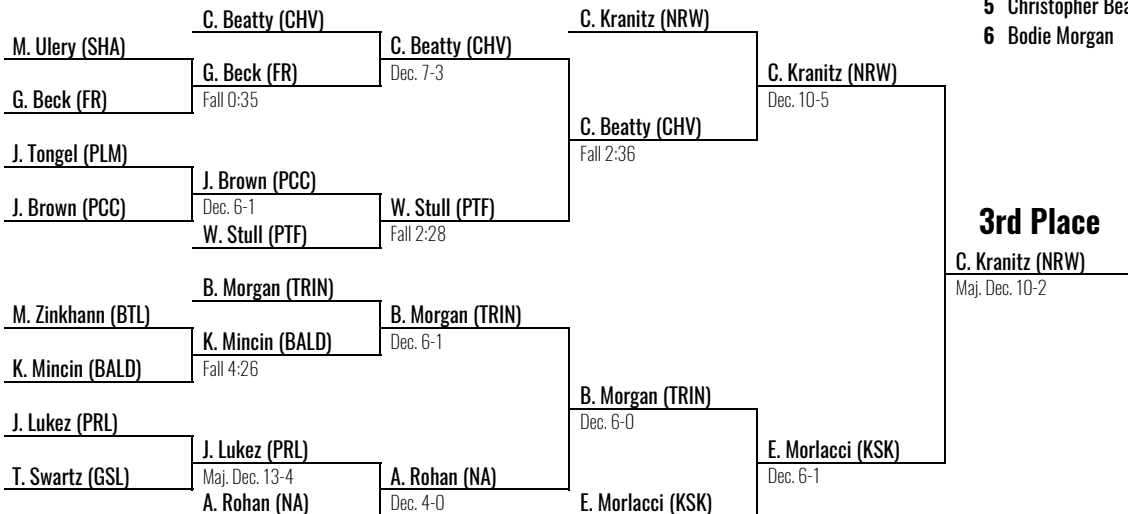 C. Beatty (CHV)
C. Kranitz (NRW)
5 Christopher Bea
6 Bodie Morgan
M. Ulery (SHA)
C. Beatty (CHV)
Dec. 7-3
G. Beck (FR)
Fall 0:35
C. Kranitz (NRW)
Dec. 10-5
G. Beck (FR)
C. Beatty (CHV)
Fall 2:36
J. Tongel (PLM)
J. Brown (PCC)
Dec. 6-1
J. Brown (PCC)
W. Stull (PTF)
Fall 2:28
W. Stull (PTF)
3rd Place
C. Kranitz (NRW)
Maj. Dec. 10-2
B. Morgan (TRIN)
M. Zinkhann (BTL)
B. Morgan (TRIN)
Dec. 6-1
K. Mincin (BALD)
Fall 4:26
K. Mincin (BALD)
B. Morgan (TRIN)
Dec. 6-0
J. Lukez (PRL)
J. Lukez (PRL)
Maj. Dec. 13-4
E. Morlacci (KSK)
Dec. 6-1
T. Swartz (GSL)
A. Rohan (NA)
Dec. 4-0
A. Rohan (NA)
E. Morlacci (KSK)